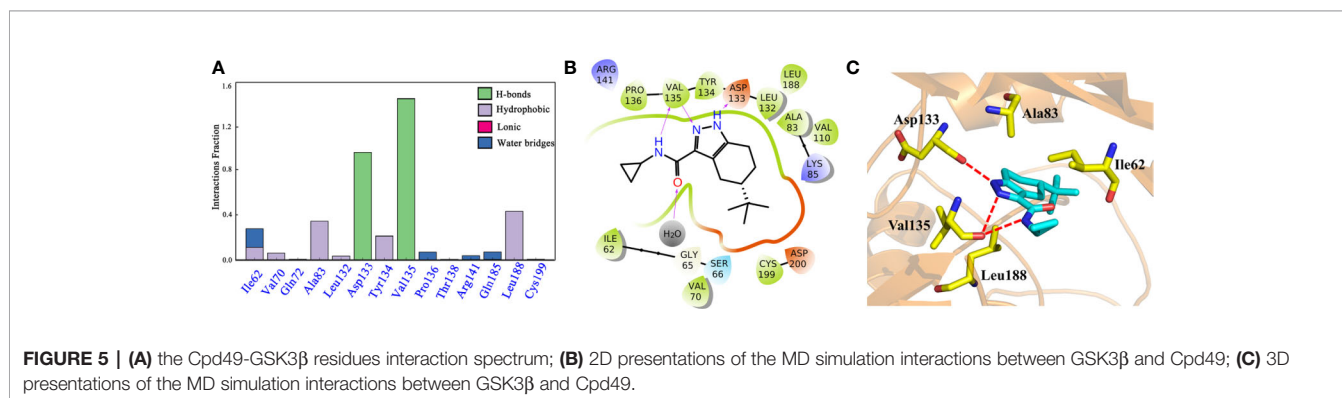 A
1.6
1.2
0.8
0.4
0.0
Interactions Fraction
H-bonds
Hydrophobic
Lonic
Water bridges
Ile62
Val70
Gln72
Ala83
Leu132
Asp133
Tyr134
Val135
Pro136
Thr138
Arg141
Gln185
Leu188
Cys199
B
ARG
141
PRO
136
VAL
135
TYR
134
ASP
133
LEU
132
LEU
188
ALA
83
VAL
110
LYS
85
H
N
N
HN
O
H2O
ILE
62
GLY
65
SER
66
VAL
70
CYS
199
ASP
200
C
Asp133
Ala83
Ile62
Val135
Leu188
FIGURE 5 | (A) the Cpd49-GSK3β residues interaction spectrum; (B) 2D presentations of the MD simulation interactions between GSK3β and Cpd49; (C) 3D
presentations of the MD simulation interactions between GSK3β and Cpd49.